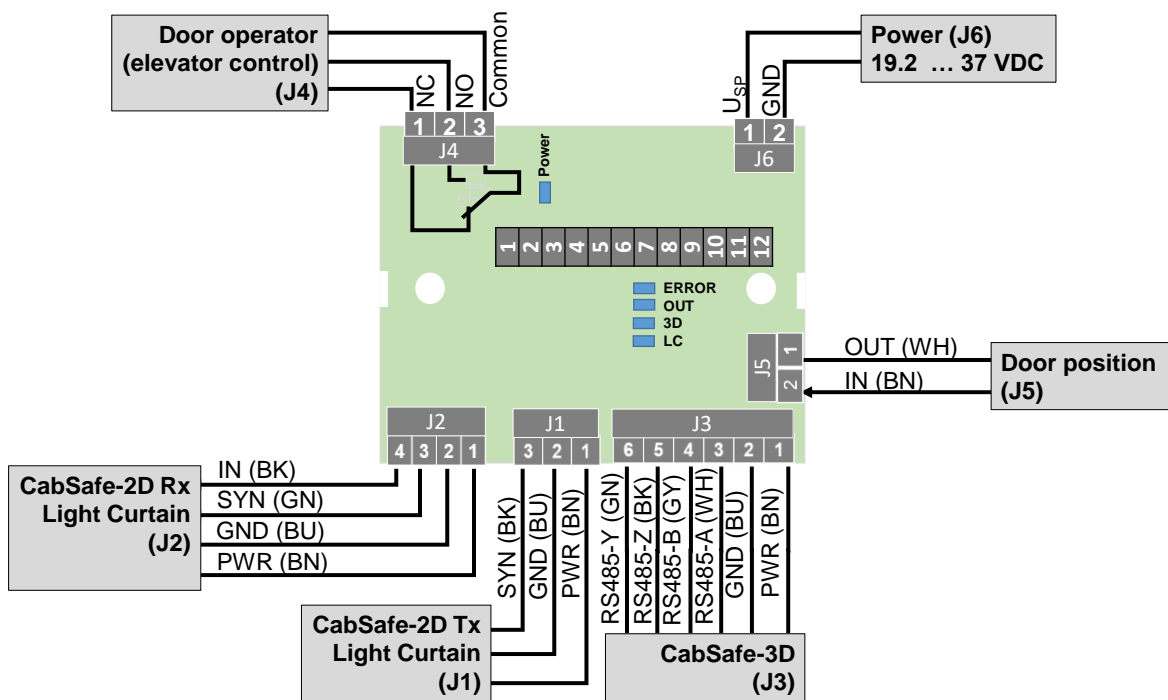 Door operator
(elevator control)
(J4)
NC
NO
Common
1 2 3
J4
Power
Power (J6)
19.2 … 37 VDC
USP
GND
1 2
J6
1 2 3 4 5 6 7 8 9 10 11 12
ERROR
OUT
3D
LC
J5
1
2
OUT (WH)
IN (BN)
Door position
(J5)
J2
4 3 2 1
J1
3 2 1
J3
6 5 4 3 2 1
CabSafe-2D Rx
Light Curtain
(J2)
IN (BK)
SYN (GN)
GND (BU)
PWR (BN)
SYN (BK)
GND (BU)
PWR (BN)
CabSafe-2D Tx
Light Curtain
(J1)
RS485-Y (GN)
RS485-Z (BK)
RS485-B (GY)
RS485-A (WH)
GND (BU)
PWR (BN)
CabSafe-3D
(J3)